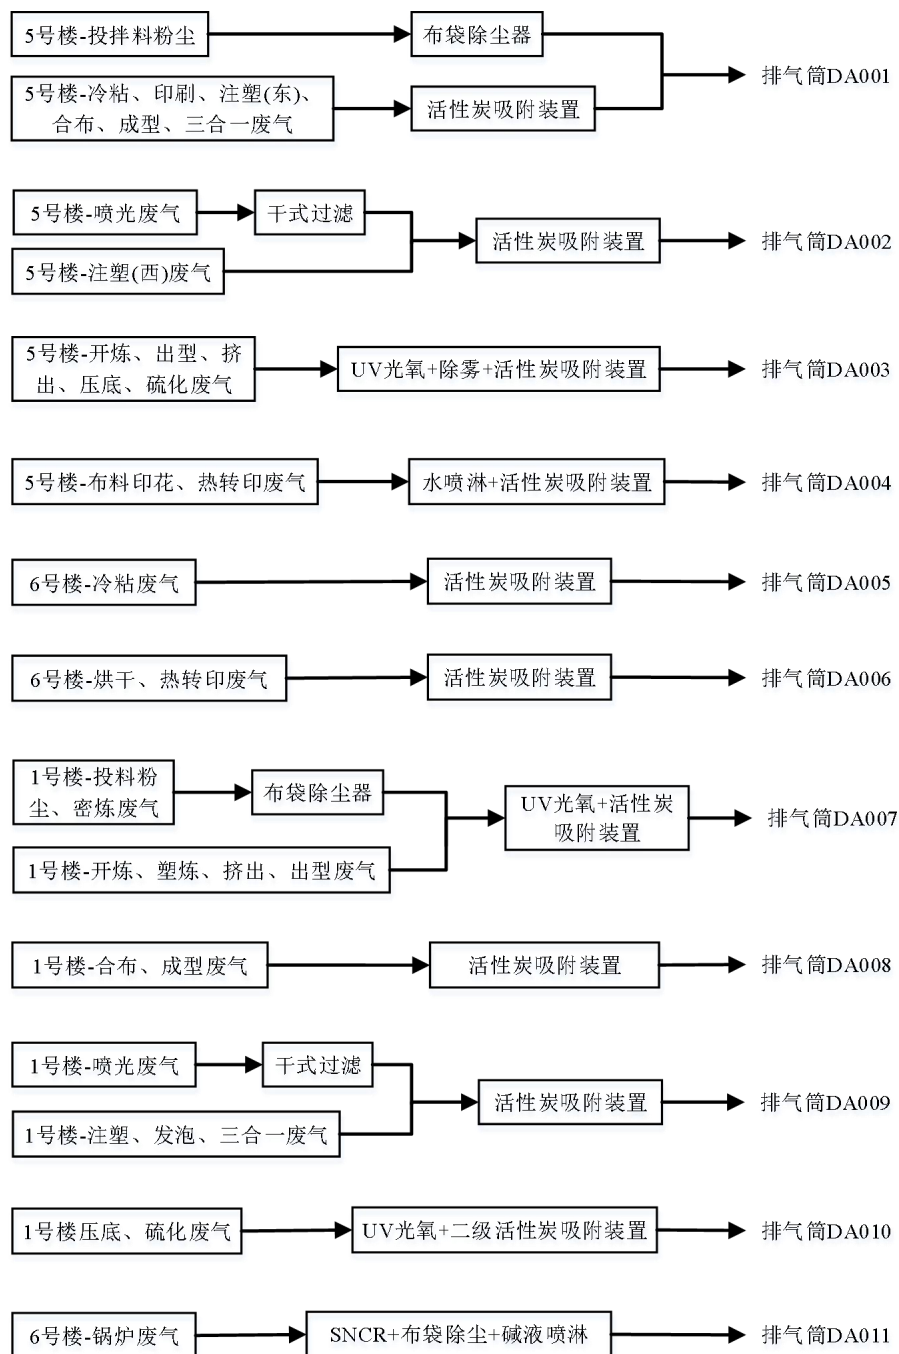 5号楼-投拌料粉尘
布袋除尘器
排气筒DA001
5号楼-冷粘、印刷、注塑(东)、
合布、成型、三合一废气
活性炭吸附装置
5号楼-喷光废气
干式过滤
活性炭吸附装置
排气筒DA002
5号楼-注塑(西)废气
5号楼-开炼、出型、挤
出、压底、硫化废气
UV光氧+除雾+活性炭吸附装置
排气筒DA003
5号楼-布料印花、热转印废气
水喷淋+活性炭吸附装置
排气筒DA004
6号楼-冷粘废气
活性炭吸附装置
排气筒DA005
6号楼-烘干、热转印废气
活性炭吸附装置
排气筒DA006
1号楼-投料粉
尘、密炼废气
布袋除尘器
UV光氧+活性炭
吸附装置
排气筒DA007
1号楼-开炼、塑炼、挤出、出型废气
1号楼-合布、成型废气
活性炭吸附装置
排气筒DA008
1号楼-喷光废气
干式过滤
活性炭吸附装置
排气筒DA009
1号楼-注塑、发泡、三合一废气
1号楼压底、硫化废气
UV光氧+二级活性炭吸附装置
排气筒DA010
6号楼-锅炉废气
SNCR+布袋除尘+碱液喷淋
排气筒DA011